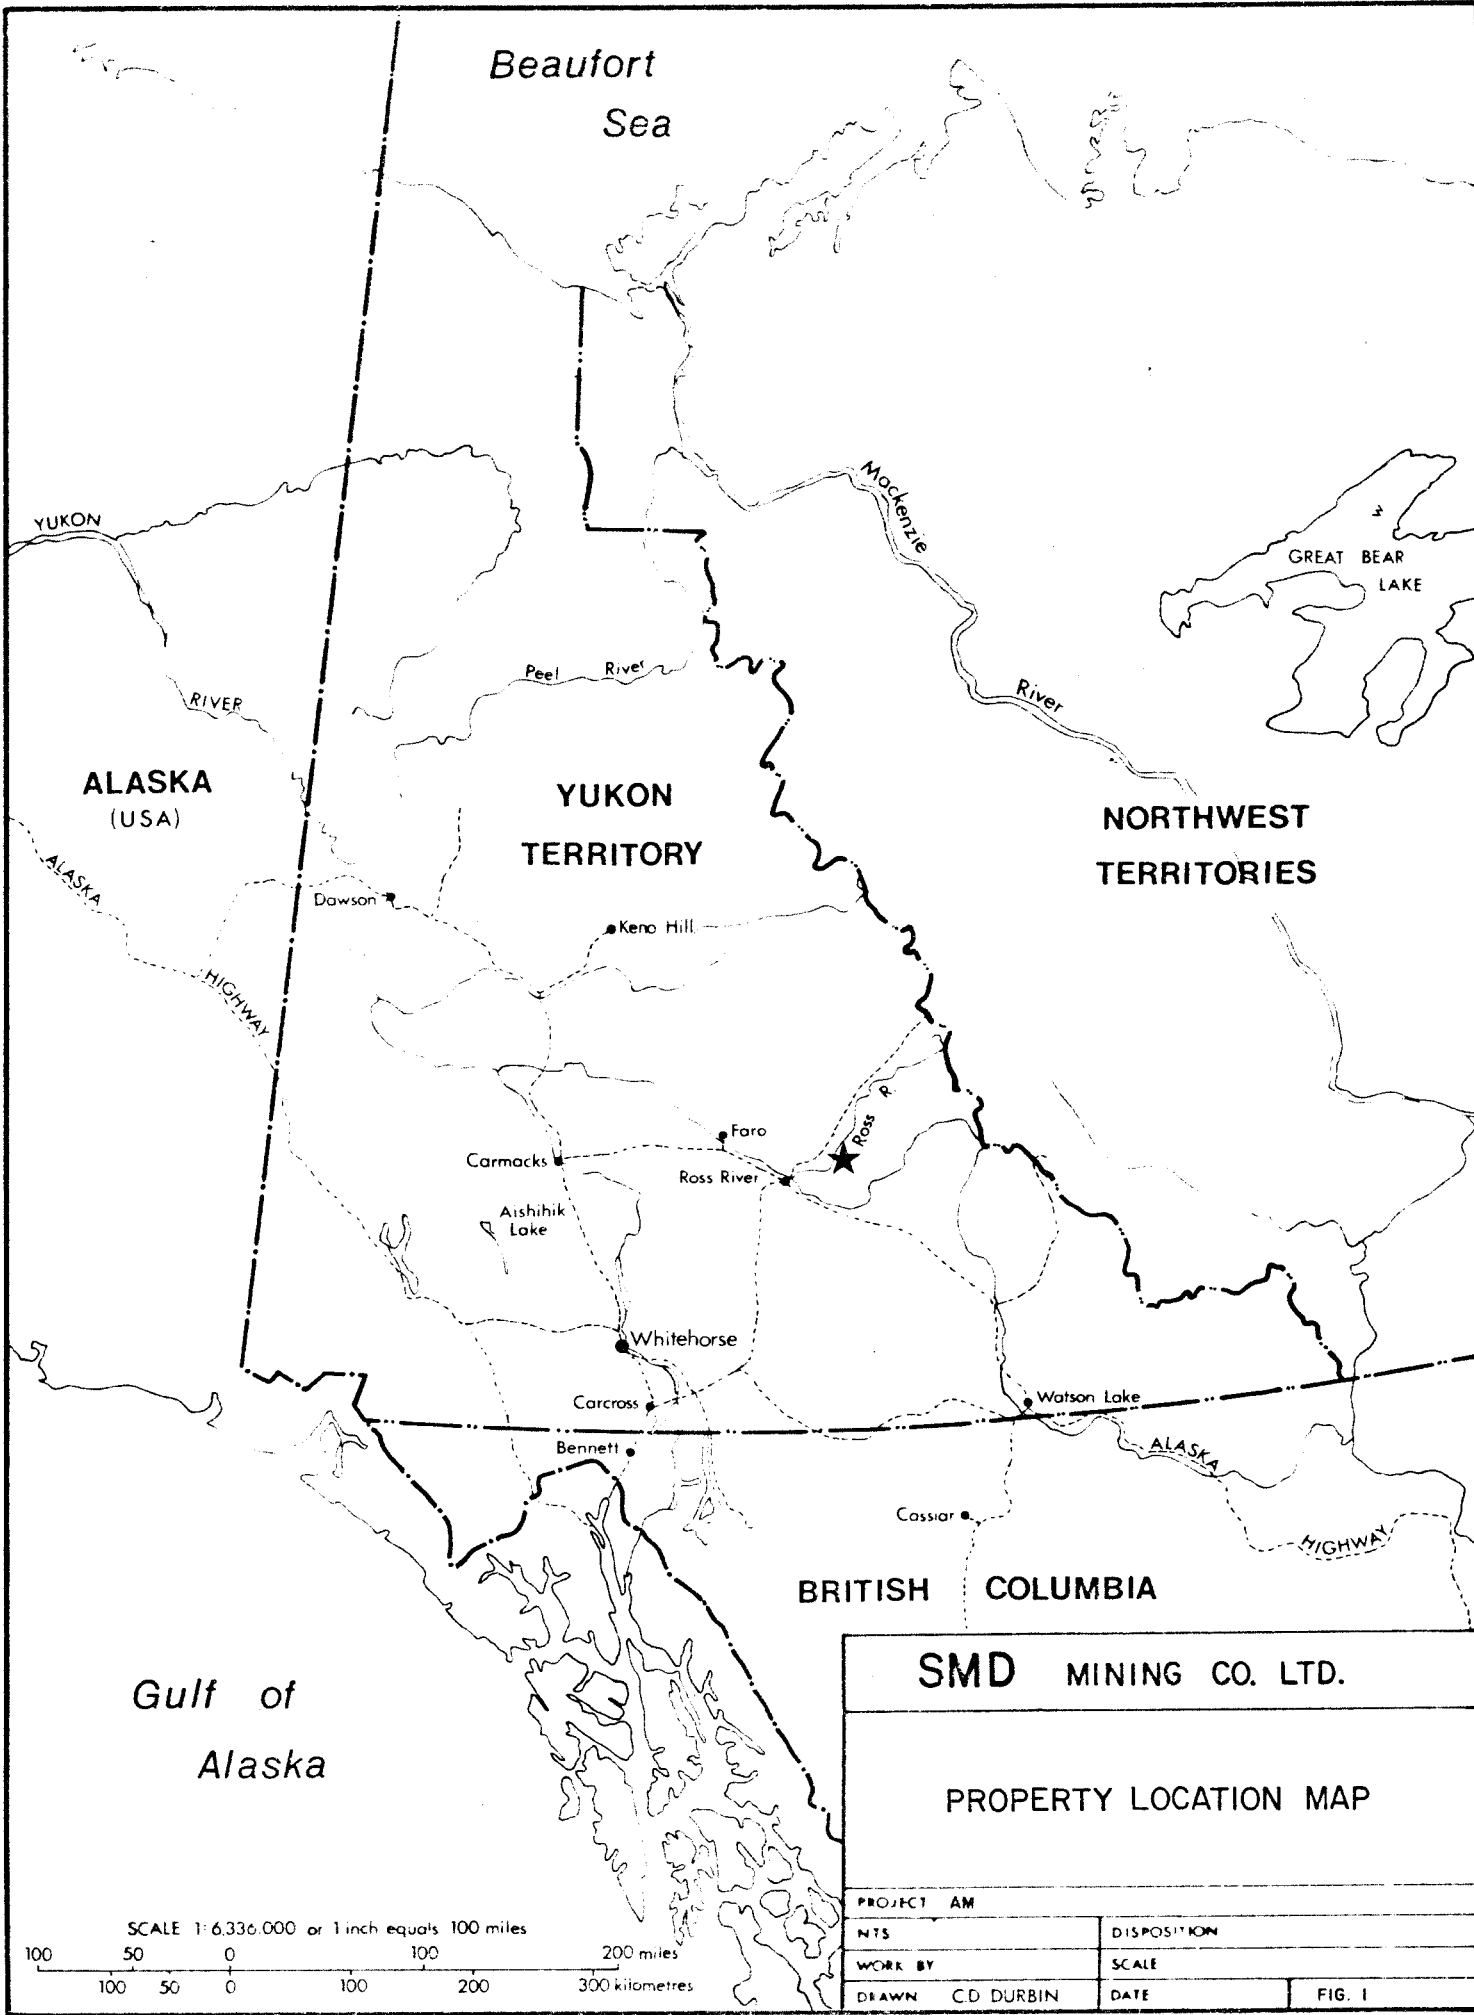 Beaufort
Sea
Mackenzie
River
GREAT BEAR
LAKE
YUKON
RIVER
Peel River
ALASKA
(USA)
YUKON
TERRITORY
NORTHWEST
TERRITORIES
ALASKA
HIGHWAY
Dawson
Keno Hill
Ross R.
Faro
Carmacks
Ross River
Aishihik
Lake
Whitehorse
Carcross
Watson Lake
Bennett
ALASKA
HIGHWAY
Cassiar
BRITISH COLUMBIA
Gulf of
Alaska
SMD MINING CO. LTD.
PROPERTY LOCATION MAP
PROJECT AM
NTS
DISPOSITION
WORK BY
SCALE
DRAWN C.D DURBIN
DATE
FIG. 1
SCALE 1:6,336,000 or 1 inch equals 100 miles
100 50 0 100 200 miles
100 50 0 100 200 300 kilometres